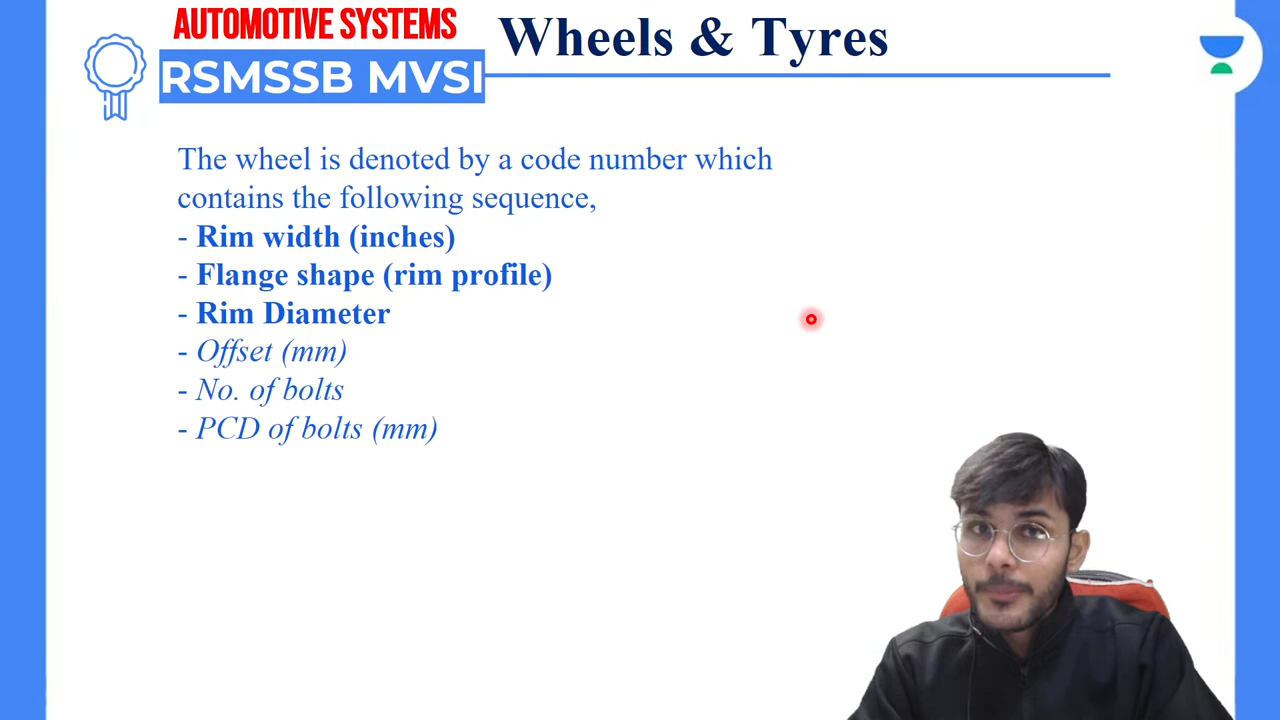 AUTOMOTIVE SYSTEMS
RSMSSB MVSI
Wheels & Tyres
The wheel is denoted by a code number which
contains the following sequence,
- Rim width (inches)
- Flange shape (rim profile)
- Rim Diameter
- Offset (mm)
- No. of bolts
- PCD of bolts (mm)